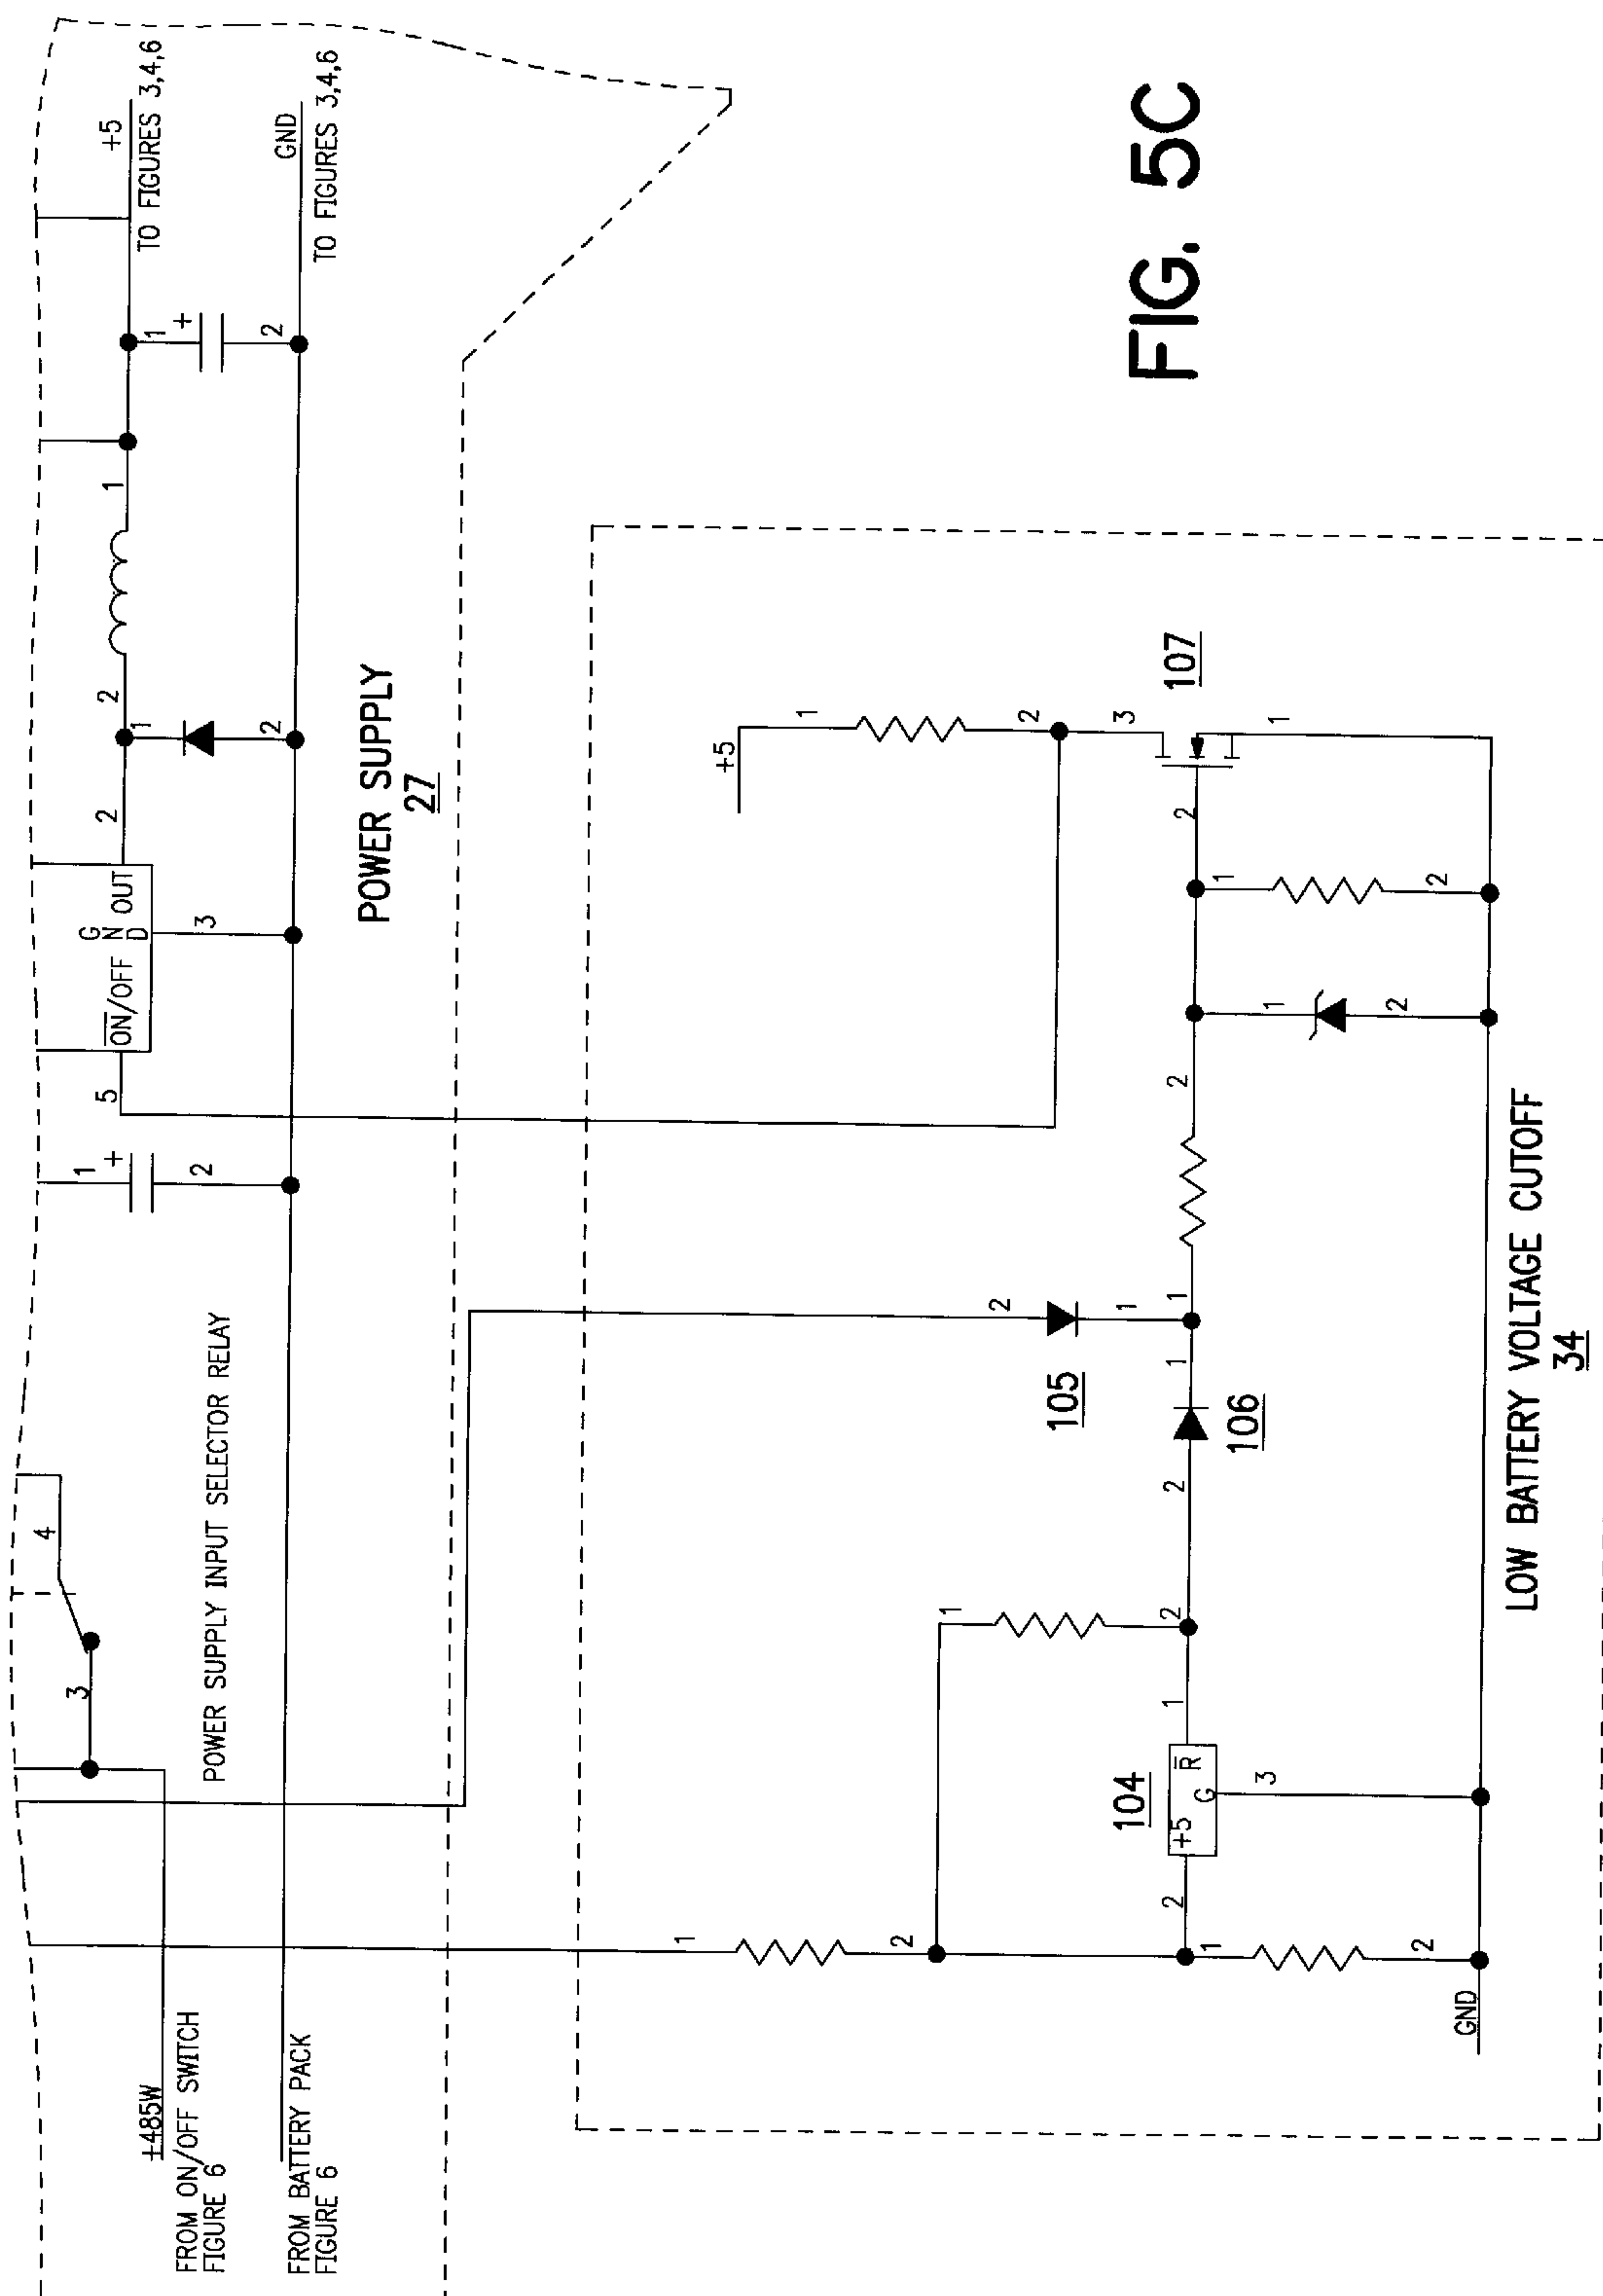 +5
TO FIGURES 3,4,6
GND
TO FIGURES 3,4,6
1 +
2
1
2
1
2
2
ON/OFF
G
N
D
OUT
3
5
1 +
2
POWER SUPPLY
27
4
3
POWER SUPPLY INPUT SELECTOR RELAY
+485W
FROM ON/OFF SWITCH
FIGURE 6
FROM BATTERY PACK
FIGURE 6
+5
1
2
3
107
1
2
1
2
1
2
2
1
2
105
1
1
106
2
1
2
1
104
+5
G
R
3
2
1
2
1
2
GND
LOW BATTERY VOLTAGE CUTOFF
34
FIG. 5C